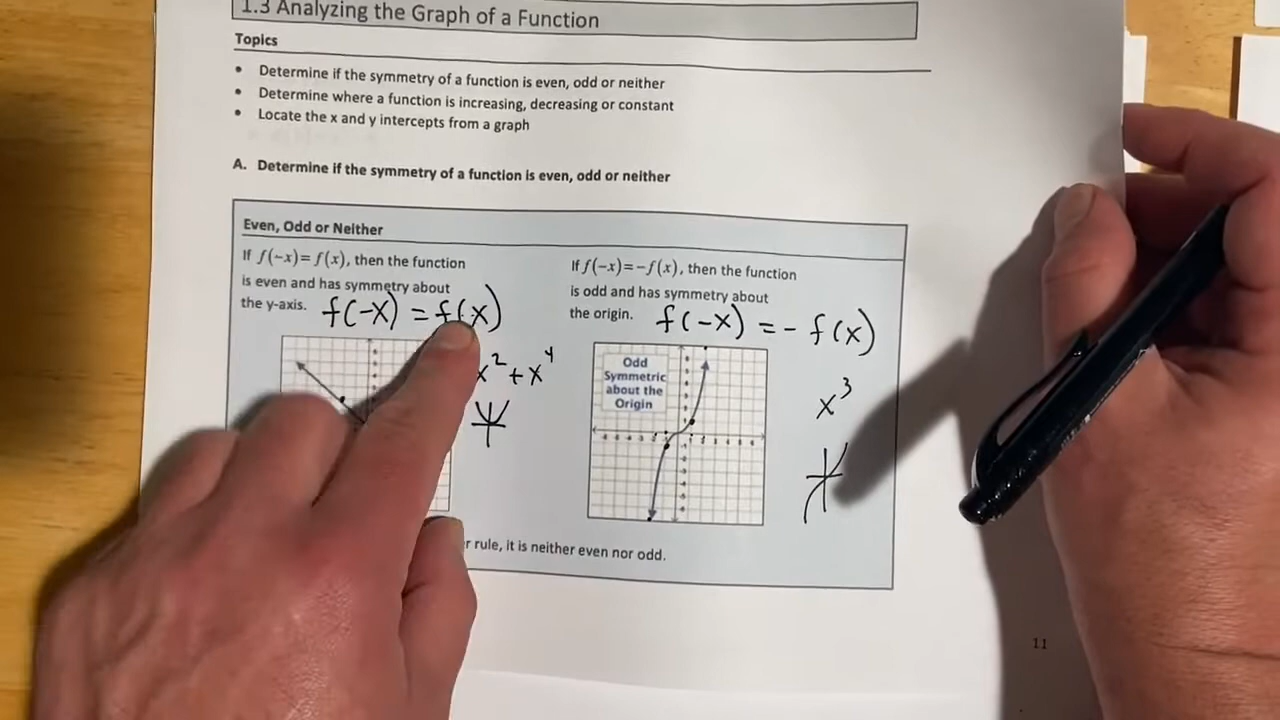 1.3 Analyzing the Graph of a Function
Topics
• Determine if the symmetry of a function is even, odd or neither
• Determine where a function is increasing, decreasing or constant
• Locate the x and y intercepts from a graph
A. Determine if the symmetry of a function is even, odd or neither
Even, Odd or Neither
If f(-x)= f(x), then the function
is even and has symmetry about
the y-axis. f(-x) = f(x)
x² + x⁴
If f(-x)=-f(x), then the function
is odd and has symmetry about
the origin. f(-x) = - f(x)
Odd
Symmetric
about the
Origin
x³
rule, it is neither even nor odd.
11